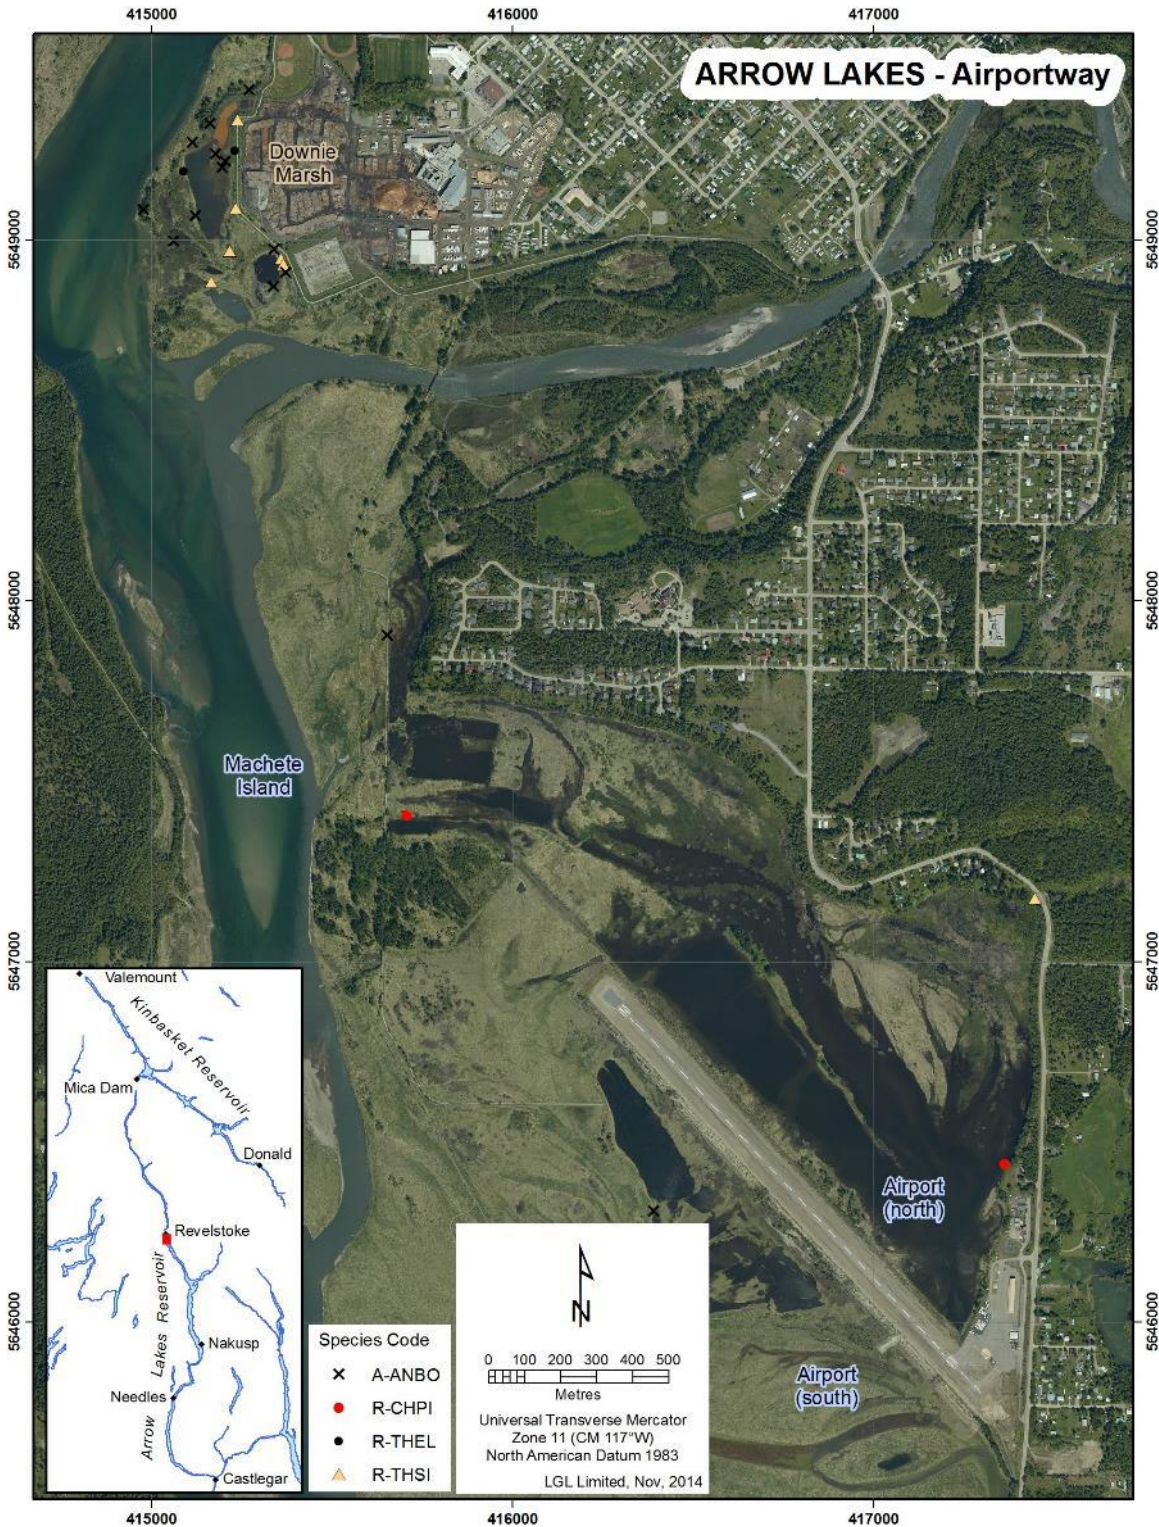 415000
416000
417000
ARROW LAKES - Airportway
Downie
Marsh
5649000
5649000
5648000
5648000
Machete
Island
5647000
5647000
Valemount
Kinbasket Reservoir
Mica Dam
Donald
Revelstoke
Arrow Lakes Reservoir
Nakusp
Needles
Castlegar
Airport
(north)
5646000
5646000
Species Code
A-ANBO
R-CHPI
R-THEL
R-THSI
N
0 100 200 300 400 500
Metres
Universal Transverse Mercator
Zone 11 (CM 117°W)
North American Datum 1983
LGL Limited, Nov, 2014
Airport
(south)
415000
416000
417000